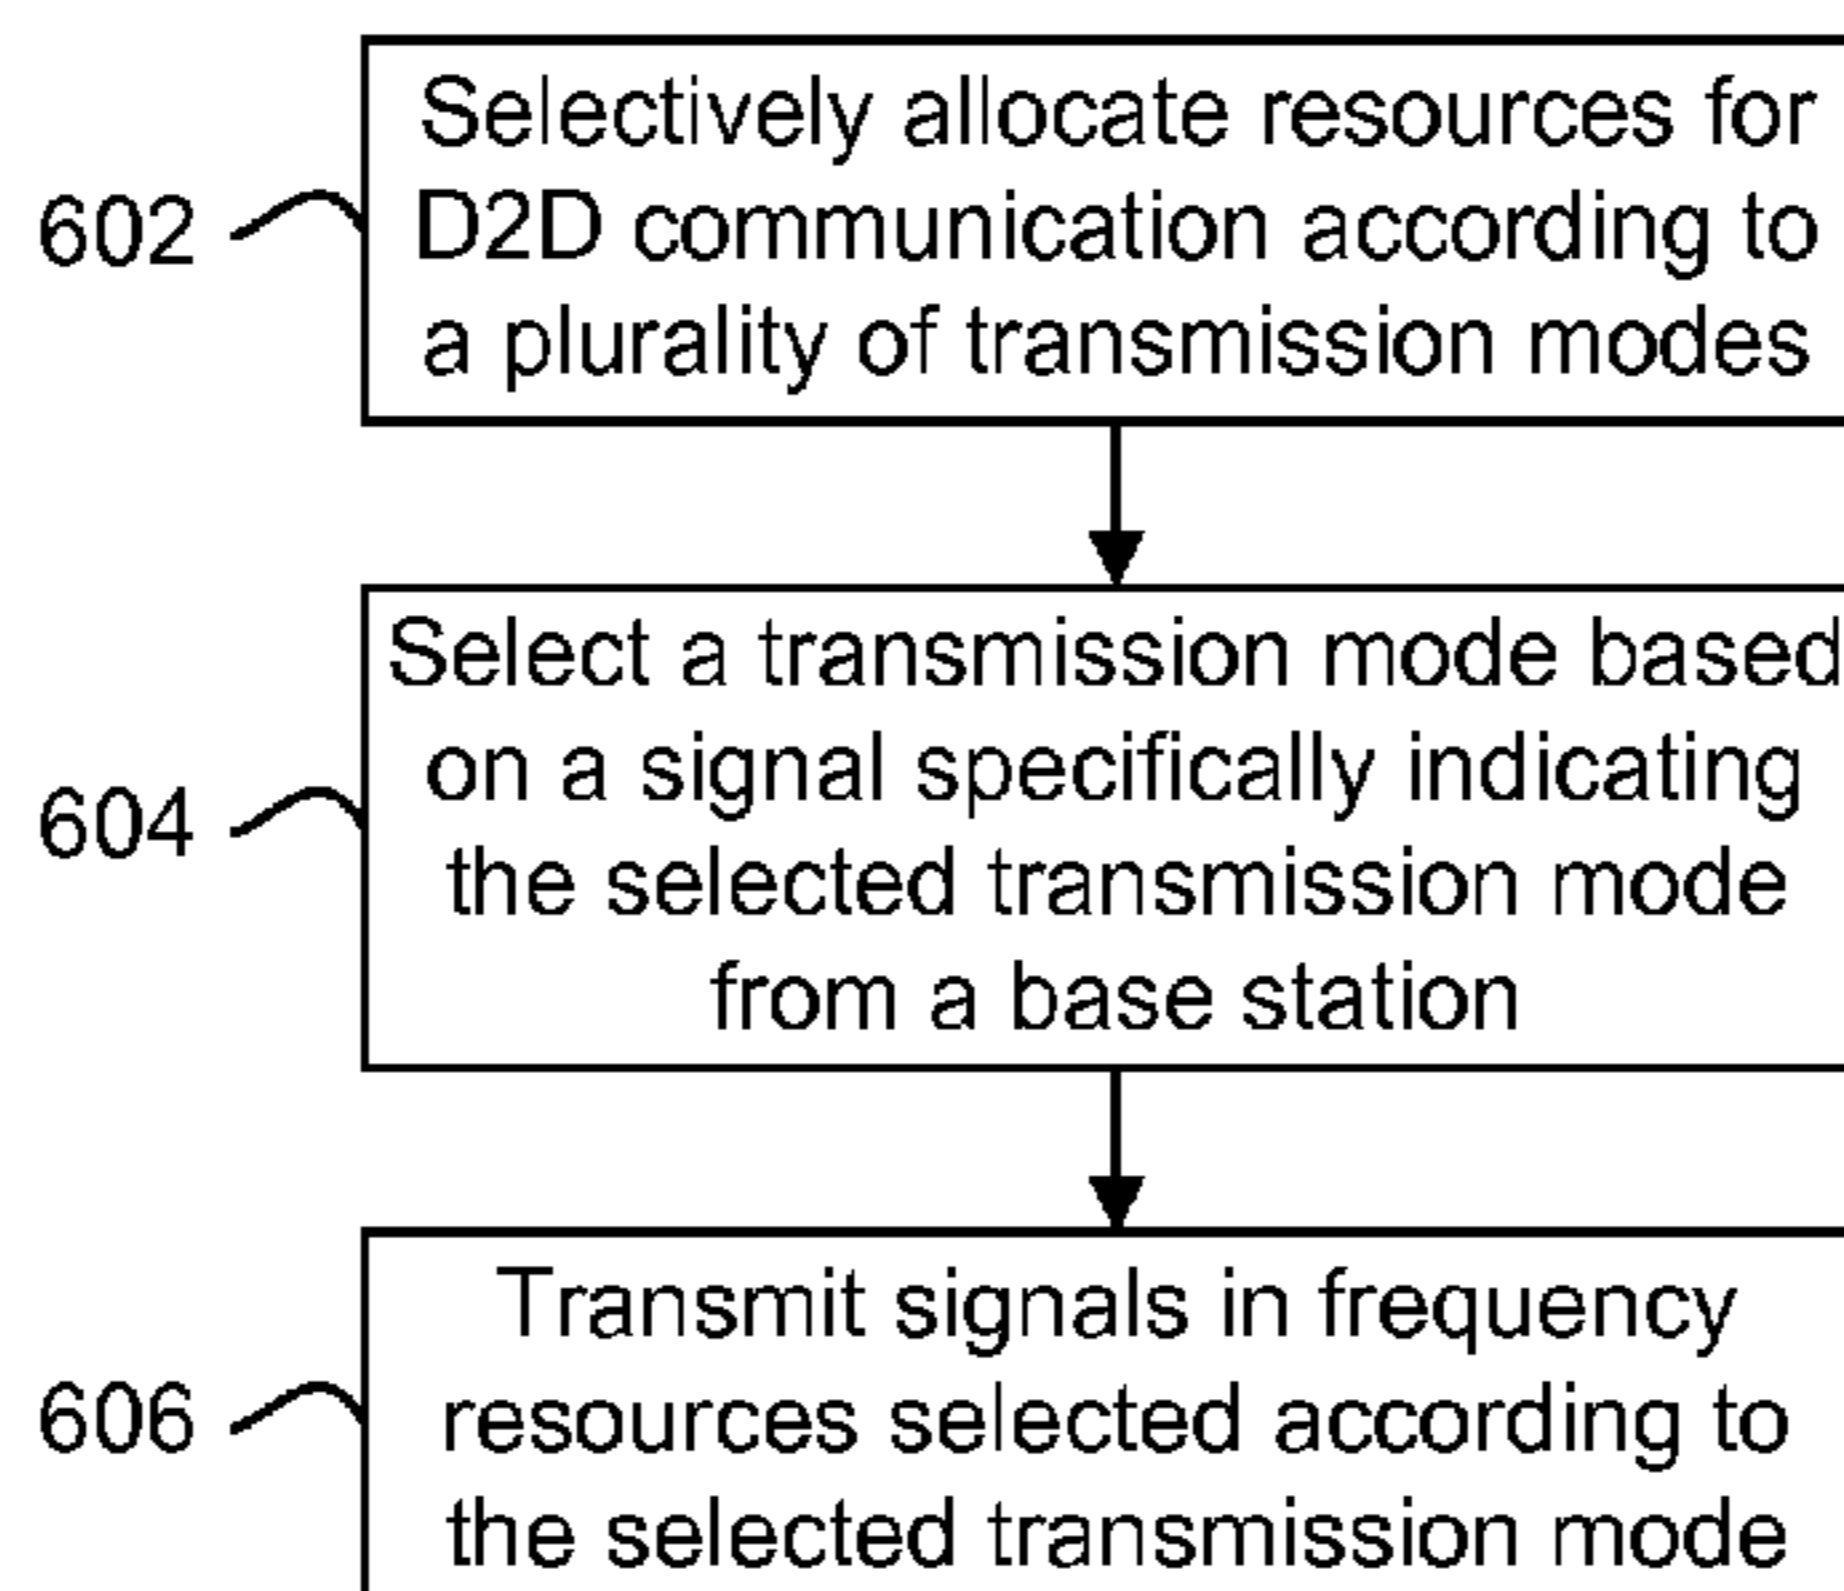 Selectively allocate resources for
602
D2D communication according to
a plurality of transmission modes
Select a transmission mode based
on a signal specifically indicating
604
the selected transmission mode
from a base station
Transmit signals in frequency
606
resources selected according to
the selected transmission mode